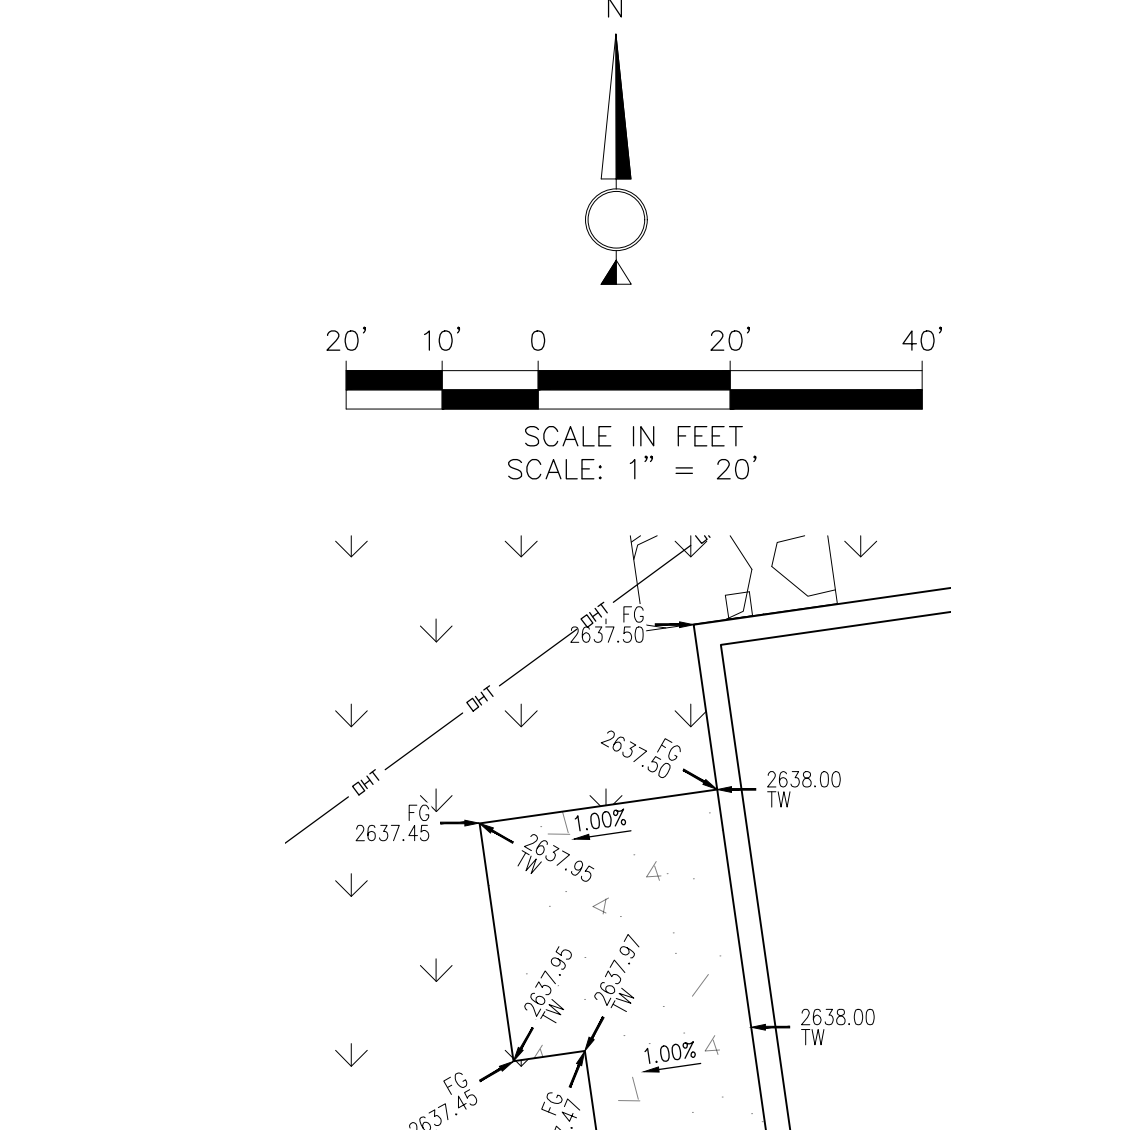 N
20' 10' 0 20' 40'
SCALE IN FEET
SCALE: 1" = 20'
OHT
FG
2637.50
OHT
FG
2637.50
2638.00
TW
OHT
FG
2637.45
1.00%
2637.95
TW
2637.95
TW
2637.97
TW
2638.00
TW
1.00%
FG
2637.45
FG
.47